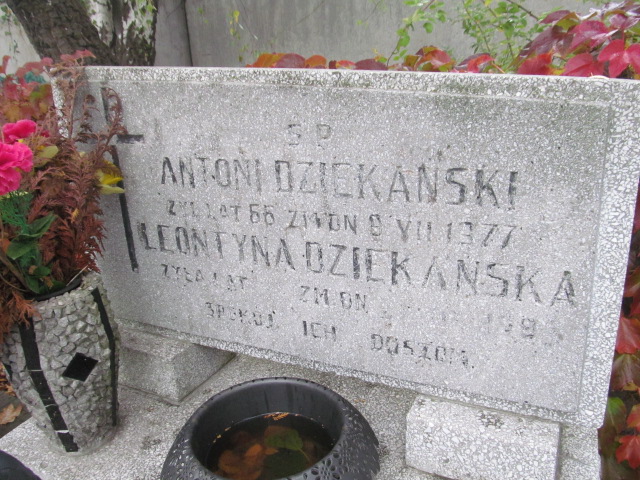 Ś P
ANTONI DZIEKAŃSKI
ŻYŁ LAT 66 ZM DN 9 VII 1977
LEONTYNA DZIEKAŃSKA
ŻYŁA LAT ZM DN
SPOKÓJ ICH DUSZOM